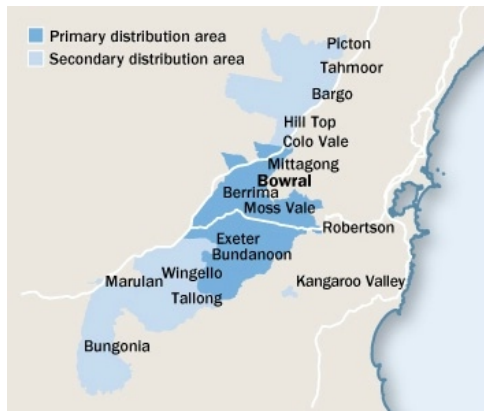 Primary distribution area
Secondary distribution area
Picton
Tahmoor
Bargo
Hill Top
Colo Vale
Mittagong
Bowral
Berrima
Moss Vale
Robertson
Exeter
Bundanoon
Wingello
Marulan
Kangaroo Valley
Tallong
Bungonia